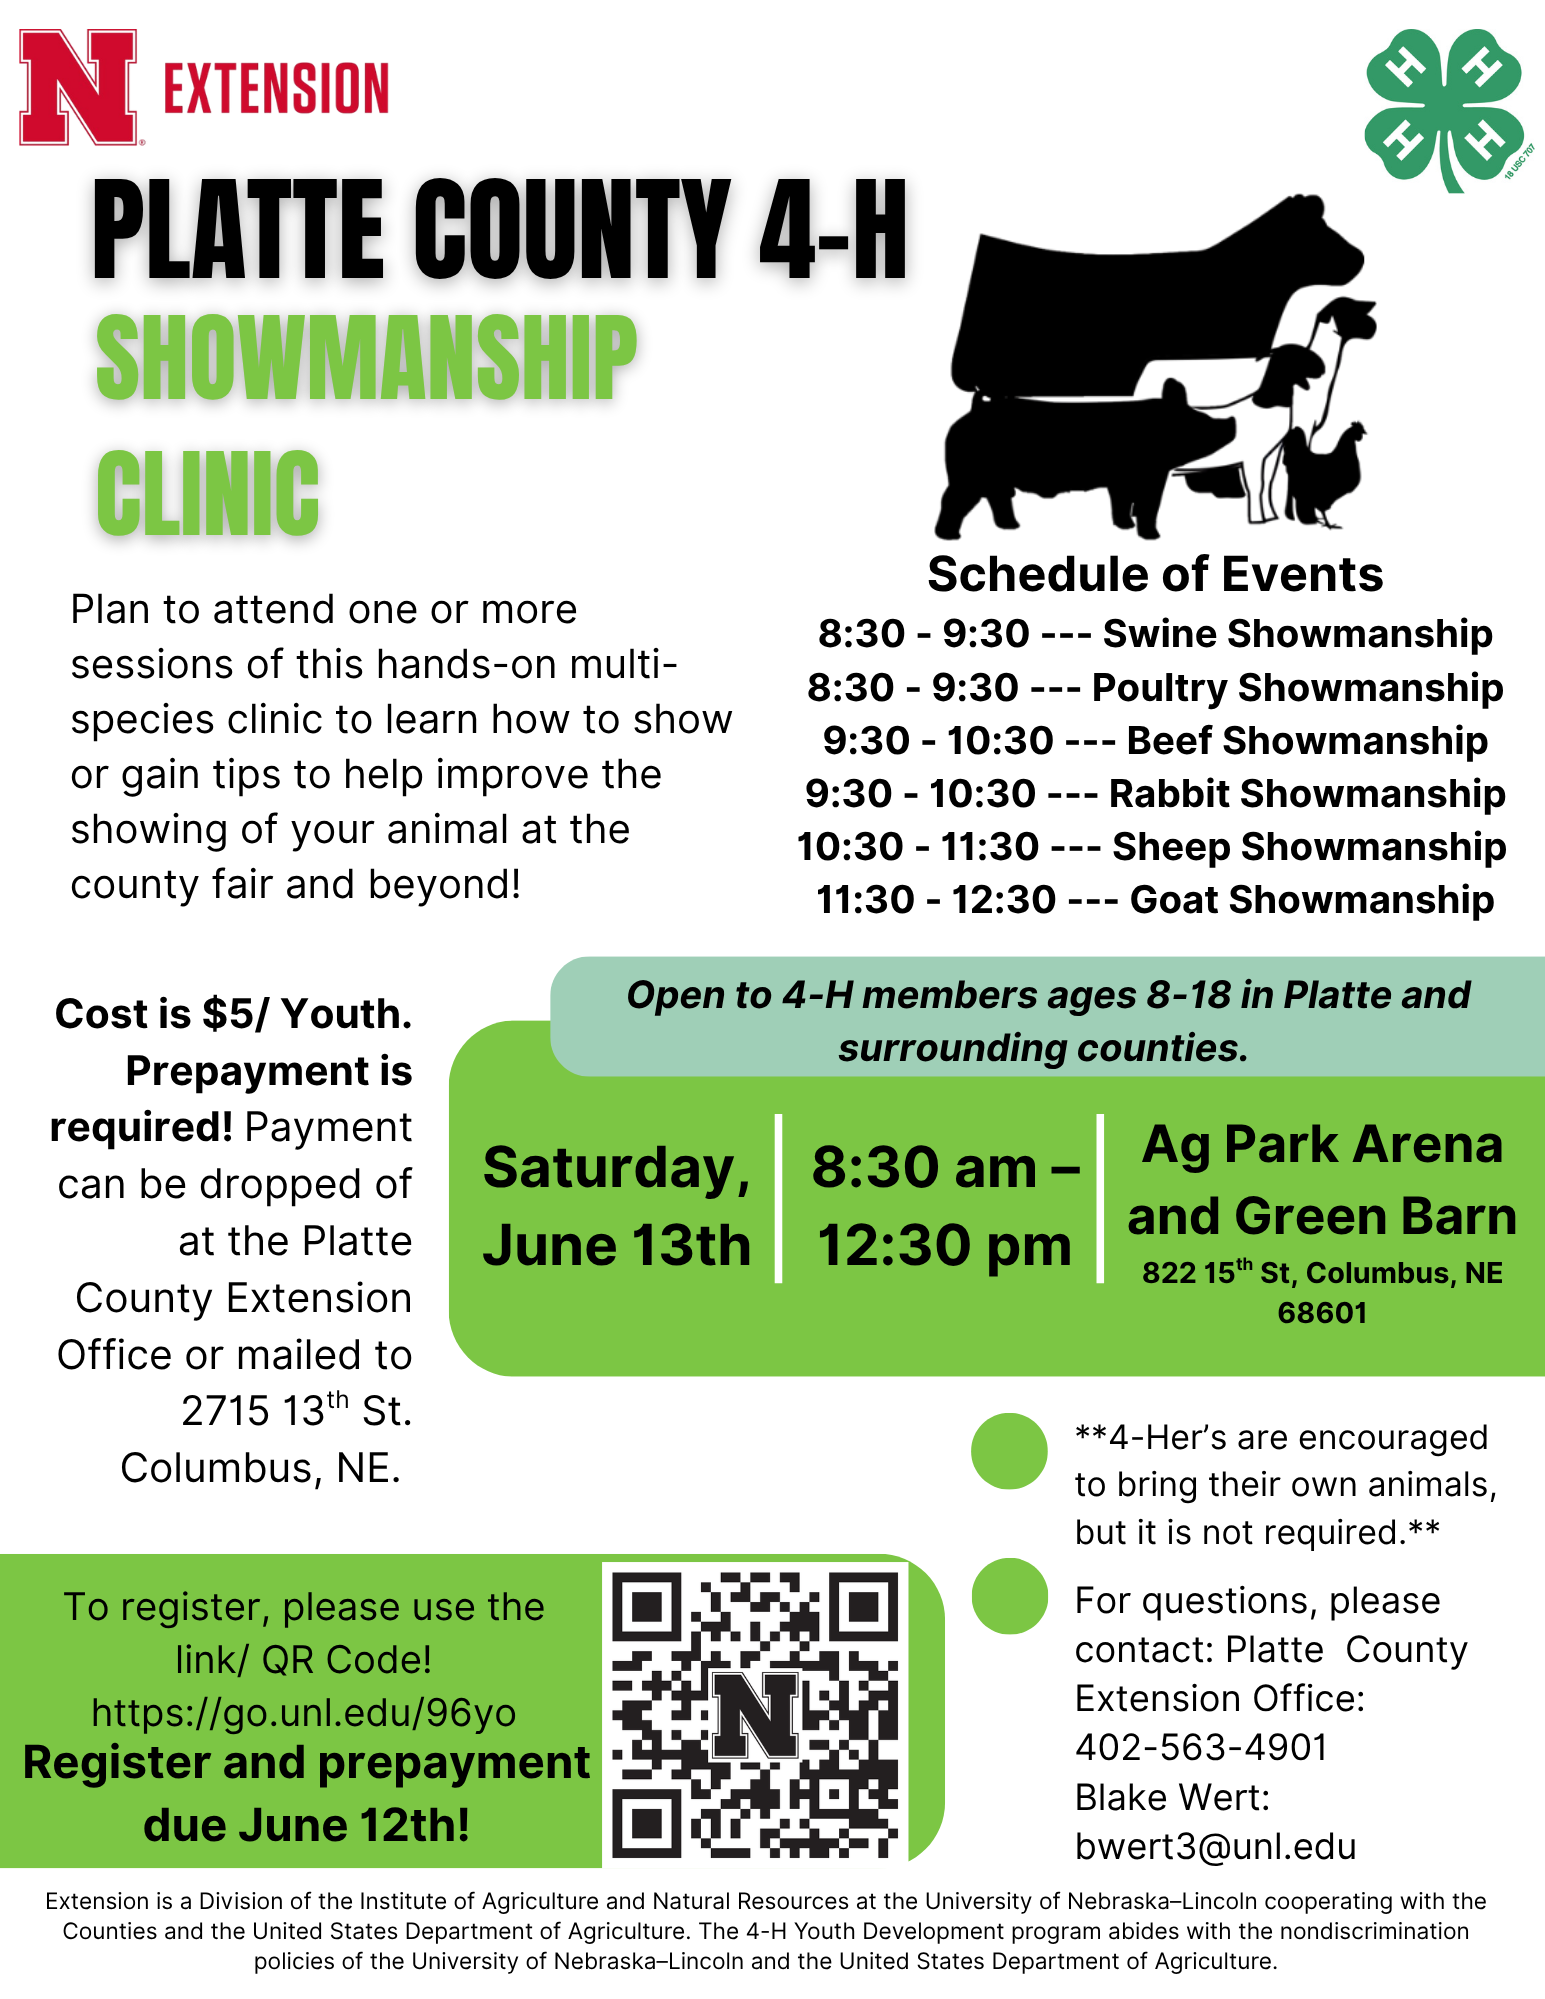 N EXTENSION
H H
H H
18 USC 707
PLATTE COUNTY 4-H
SHOWMANSHIP
CLINIC
Plan to attend one or more
sessions of this hands-on multi-
species clinic to learn how to show
or gain tips to help improve the
showing of your animal at the
county fair and beyond!
Schedule of Events
8:30 - 9:30 --- Swine Showmanship
8:30 - 9:30 --- Poultry Showmanship
9:30 - 10:30 --- Beef Showmanship
9:30 - 10:30 --- Rabbit Showmanship
10:30 - 11:30 --- Sheep Showmanship
11:30 - 12:30 --- Goat Showmanship
Cost is $5/ Youth.
Prepayment is
required! Payment
can be dropped of
at the Platte
County Extension
Office or mailed to
2715 13th St.
Columbus, NE.
Open to 4-H members ages 8-18 in Platte and
surrounding counties.
Saturday,
June 13th
8:30 am –
12:30 pm
Ag Park Arena
and Green Barn
822 15th St, Columbus, NE
68601
**4-Her’s are encouraged
to bring their own animals,
but it is not required.**
For questions, please
contact: Platte  County
Extension Office:
402-563-4901
Blake Wert:
bwert3@unl.edu
To register, please use the
link/ QR Code!
https://go.unl.edu/96yo
Register and prepayment
due June 12th!
N
Extension is a Division of the Institute of Agriculture and Natural Resources at the University of Nebraska–Lincoln cooperating with the
Counties and the United States Department of Agriculture. The 4-H Youth Development program abides with the nondiscrimination
policies of the University of Nebraska–Lincoln and the United States Department of Agriculture.